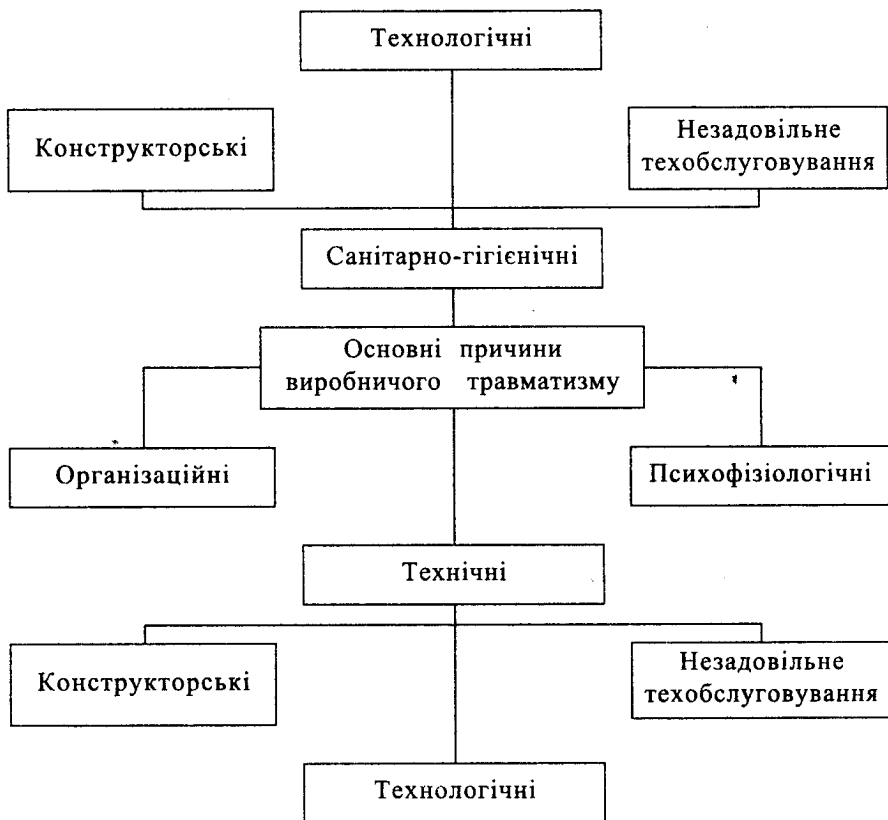 Технологічні
Конструкторські
Незадовільне
техобслуговування
Санітарно-гігієнічні
Основні причини
виробничого травматизму
Організаційні
Психофізіологічні
Технічні
Конструкторські
Незадовільне
техобслуговування
Технологічні